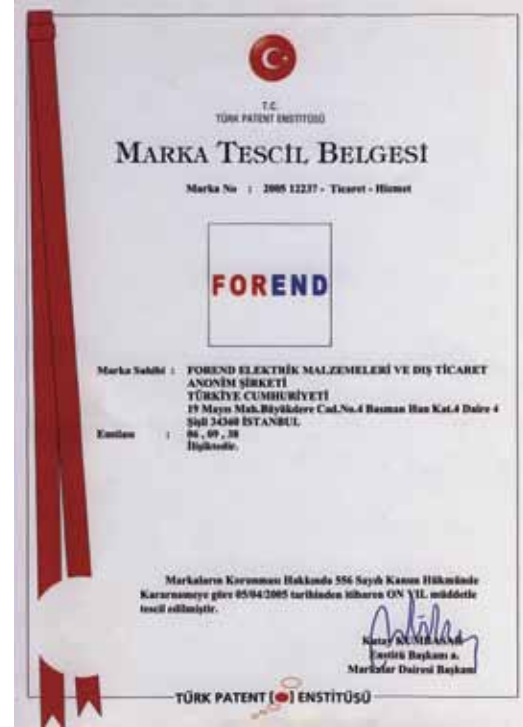 T.C.
TÜRK PATENT ENSTİTÜSÜ
MARKA TESCİL BELGESİ
Marka No : 2005 12237 - Ticaret - Hizmet
FOREND
Marka Sahibi : FOREND ELEKTRİK MALZEMELERİ VE DIŞ TİCARET
ANONİM ŞİRKETİ
TÜRKİYE CUMHURİYETİ
19 Mayıs Mah.Büyükdere Cad.No.4 Basman Han Kat.4 Daire 4
Şişli 34360 İSTANBUL
Emtiası : 06 , 09 , 38
İlişiktedir.
Markaların Korunması Hakkında 556 Sayılı Kanun Hükmünde
Kararnameye göre 05/04/2005 tarihinden itibaren ON YIL müddetle
tescil edilmiştir.
Kutay KUMBASAR
Enstitü Başkanı a.
Markalar Dairesi Başkanı
TÜRK PATENT ENSTİTÜSÜ